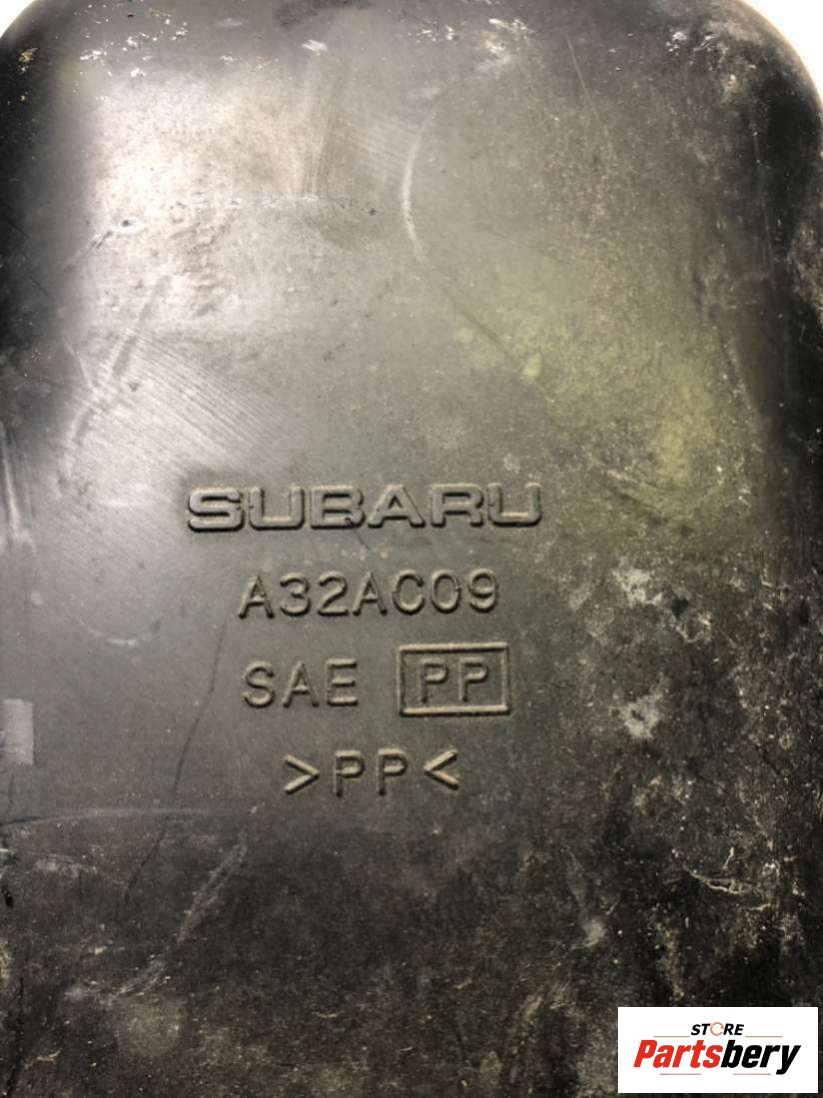 SUBARU
A32AC09
SAE PP
>PP<
STORE
Partsbery